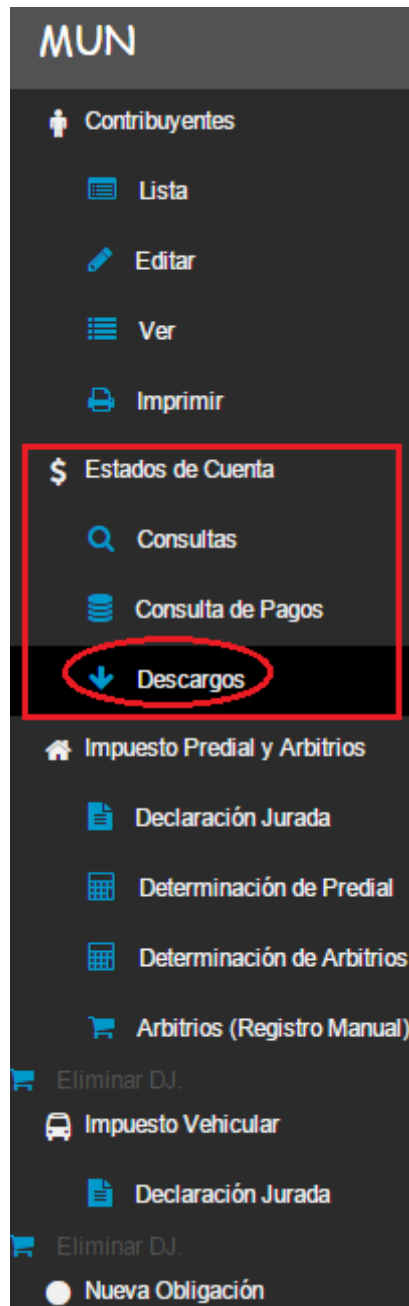 MUN
Contribuyentes
Lista
Editar
Ver
Imprimir
Estados de Cuenta
Consultas
Consulta de Pagos
Descargos
Impuesto Predial y Arbitrios
Declaración Jurada
Determinación de Predial
Determinación de Arbitrios
Arbitrios (Registro Manual)
Eliminar DJ.
Impuesto Vehicular
Declaración Jurada
Eliminar DJ.
Nueva Obligación